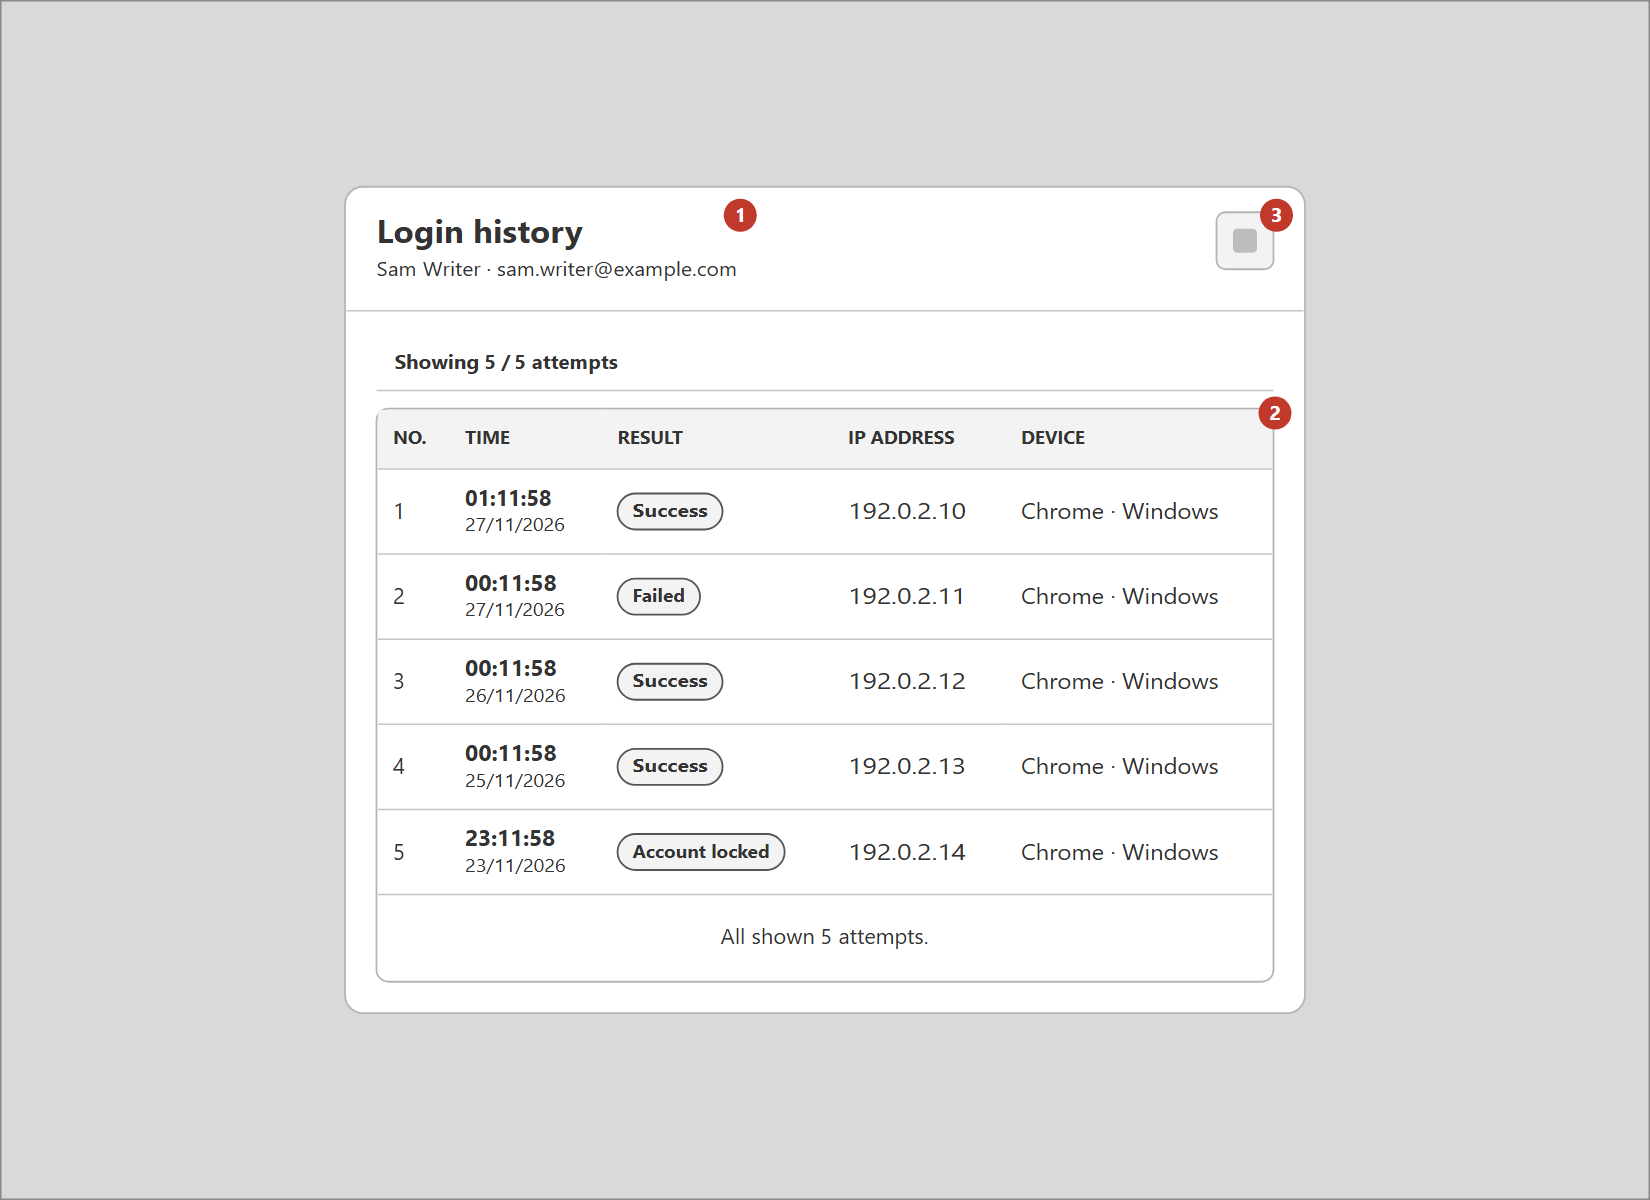 Login history
1
3
Sam Writer · sam.writer@example.com
Showing 5 / 5 attempts
2
NO. TIME RESULT IP ADDRESS DEVICE
1 01:11:58 27/11/2026 Success 192.0.2.10 Chrome · Windows
2 00:11:58 27/11/2026 Failed 192.0.2.11 Chrome · Windows
3 00:11:58 26/11/2026 Success 192.0.2.12 Chrome · Windows
4 00:11:58 25/11/2026 Success 192.0.2.13 Chrome · Windows
5 23:11:58 23/11/2026 Account locked 192.0.2.14 Chrome · Windows
All shown 5 attempts.